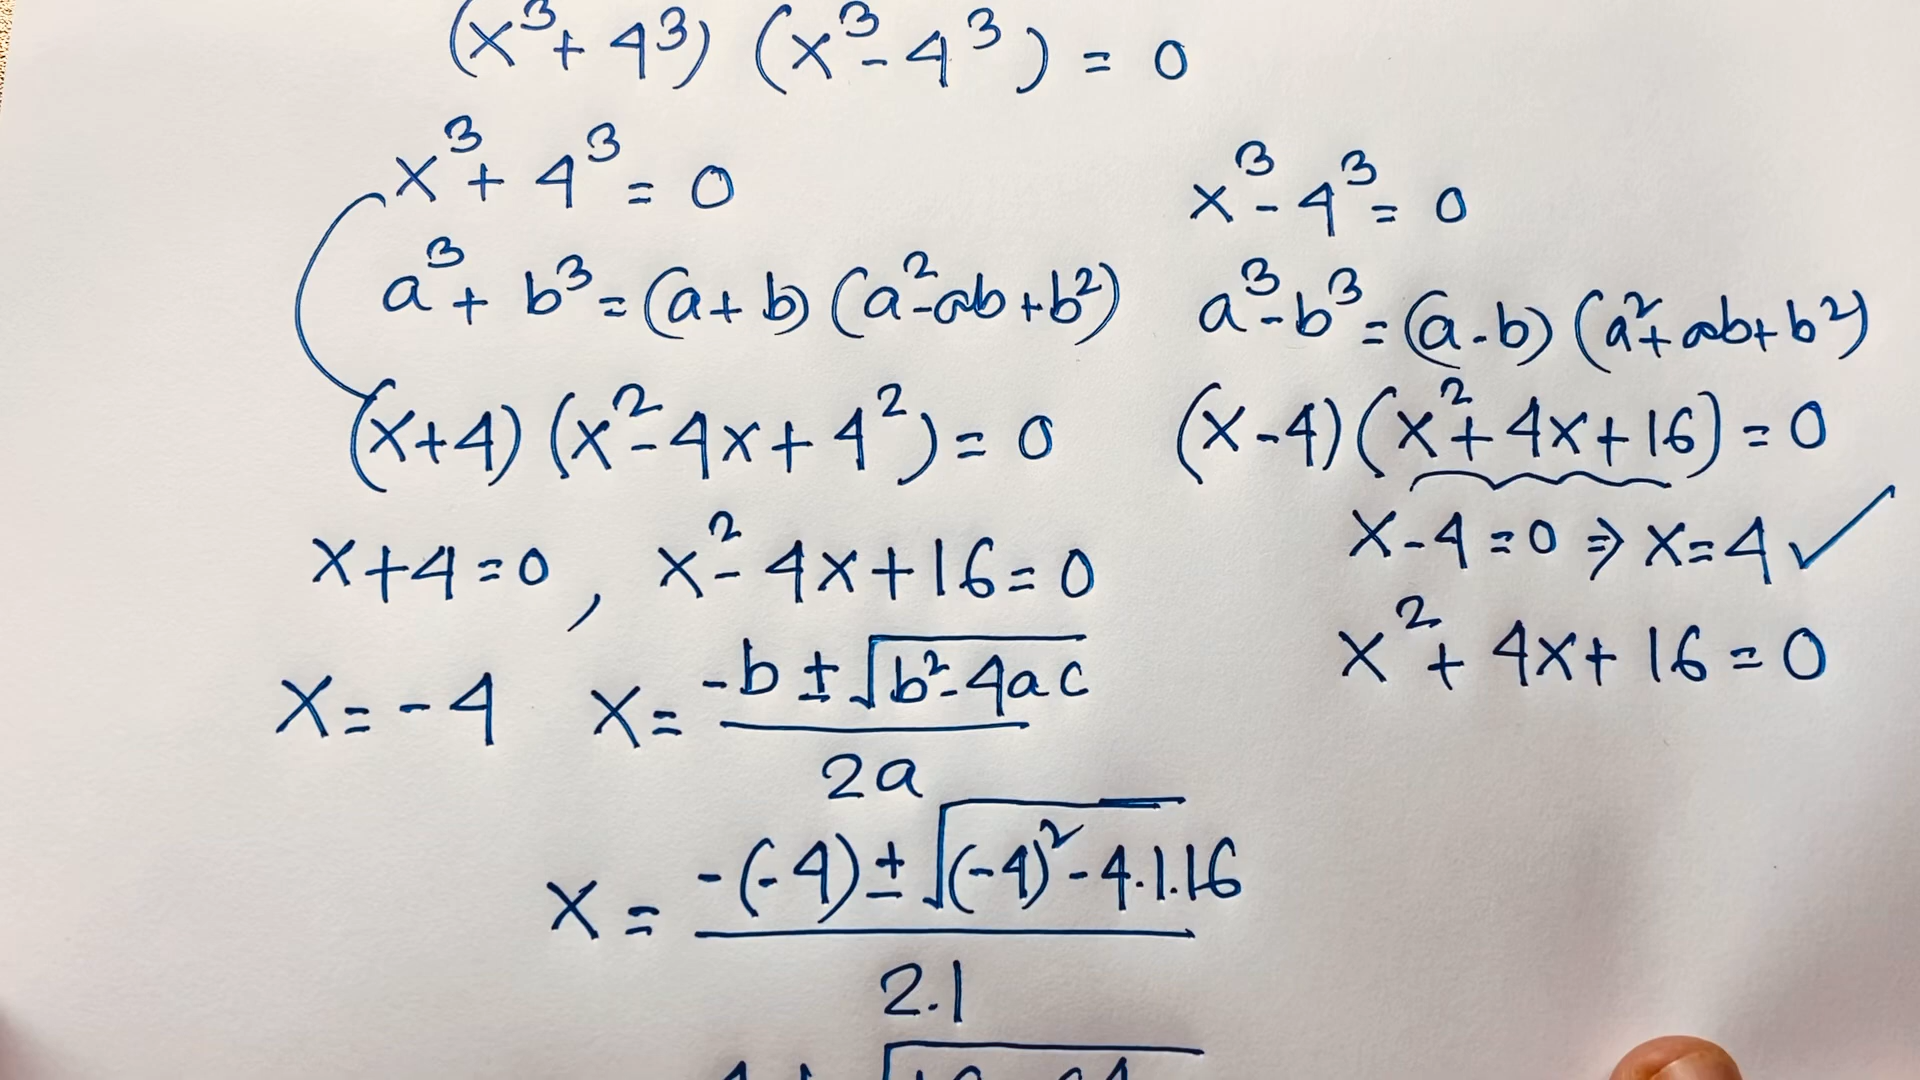 (x³+ 4³) (x³- 4³) = 0
x³+ 4³ = 0
a³+ b³ = (a+b) (a²-ab+b²)
(x+4) (x²-4x+4²) = 0
x+4=0 , x²-4x+16=0
x=-4 x= -b ± √b²-4ac / 2a
x = -(-4) ± √(-4)²-4.1.16 / 2.1
x³-4³= 0
a³-b³ = (a-b) (a²+ab+b²)
(x-4) (x²+4x+16) = 0
x-4=0 ⇒ x=4 ✓
x²+4x+16=0